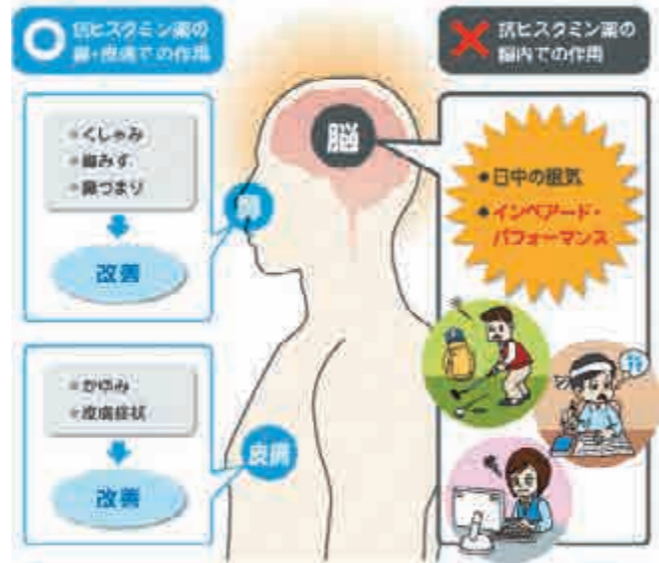 抗ヒスタミン薬の
鼻・皮膚での作用
くしゃみ
鼻みず
鼻づまり
改善
鼻
かゆみ
皮膚症状
改善
皮膚
脳
抗ヒスタミン薬の
脳内での作用
日中の眠気
インペアード・
パフォーマンス